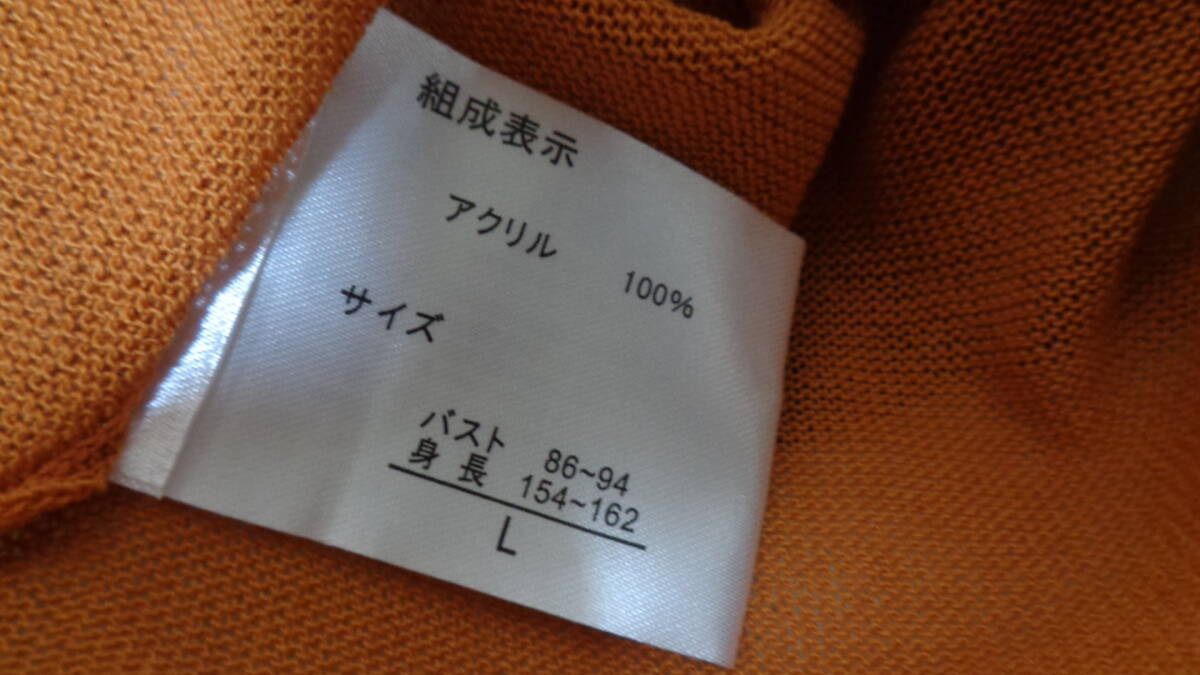 組成表示
アクリル 100%
サイズ
バスト 86~94
身長 154~162
L